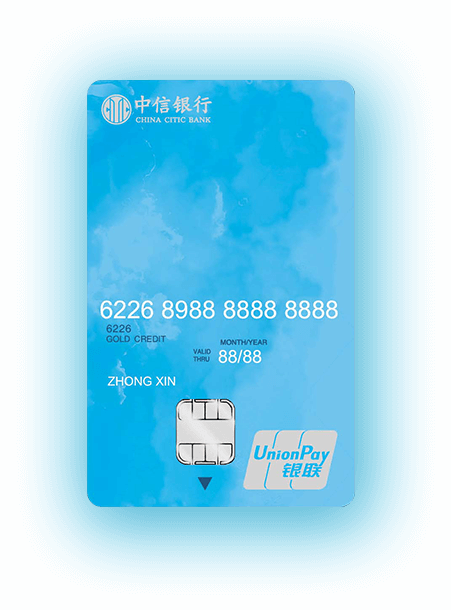 中信银行
CHINA CITIC BANK
6226 8988 8888 8888
6226
GOLD CREDIT
MONTH/YEAR
VALID THRU 88/88
ZHONG XIN
UnionPay
银联